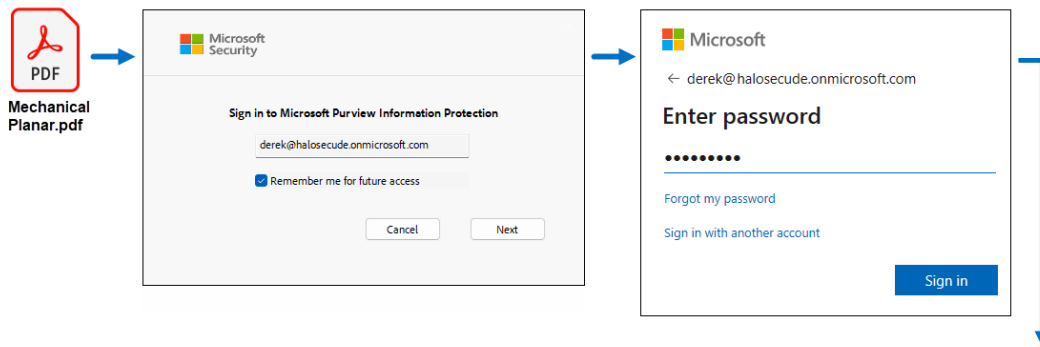 PDF
Mechanical
Planar.pdf
Microsoft
Security
Sign in to Microsoft Purview Information Protection
derek@halosecude.onmicrosoft.com
Remember me for future access
Cancel
Next
Microsoft
← derek@halosecude.onmicrosoft.com
Enter password
•••••••••
Forgot my password
Sign in with another account
Sign in